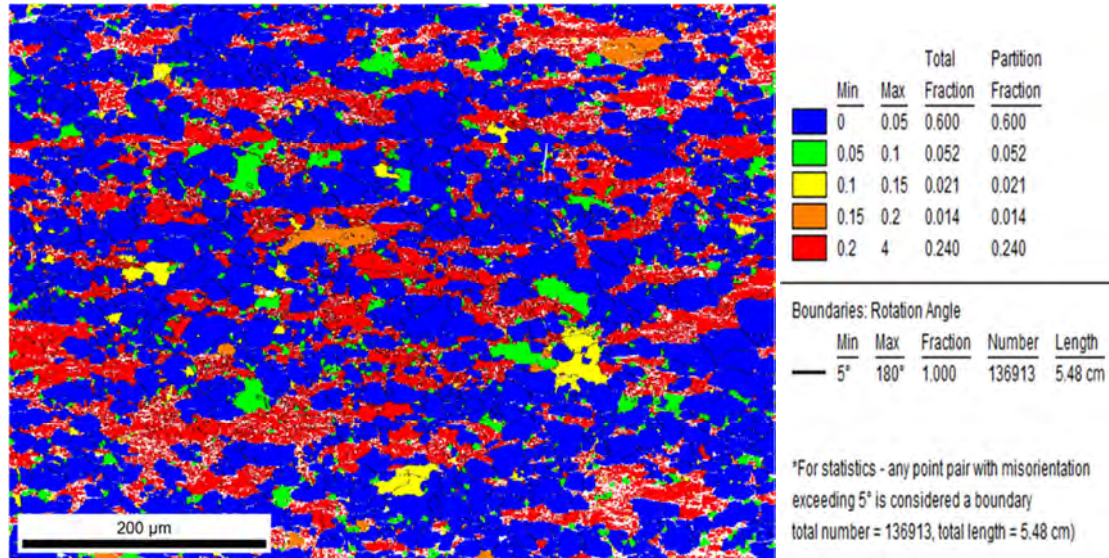 Total Partition
Min Max Fraction Fraction
0 0.05 0.600 0.600
0.05 0.1 0.052 0.052
0.1 0.15 0.021 0.021
0.15 0.2 0.014 0.014
0.2 4 0.240 0.240
Boundaries: Rotation Angle
Min Max Fraction Number Length
5° 180° 1.000 136913 5.48 cm
*For statistics - any point pair with misorientation
exceeding 5° is considered a boundary
total number = 136913, total length = 5.48 cm)
200 µm